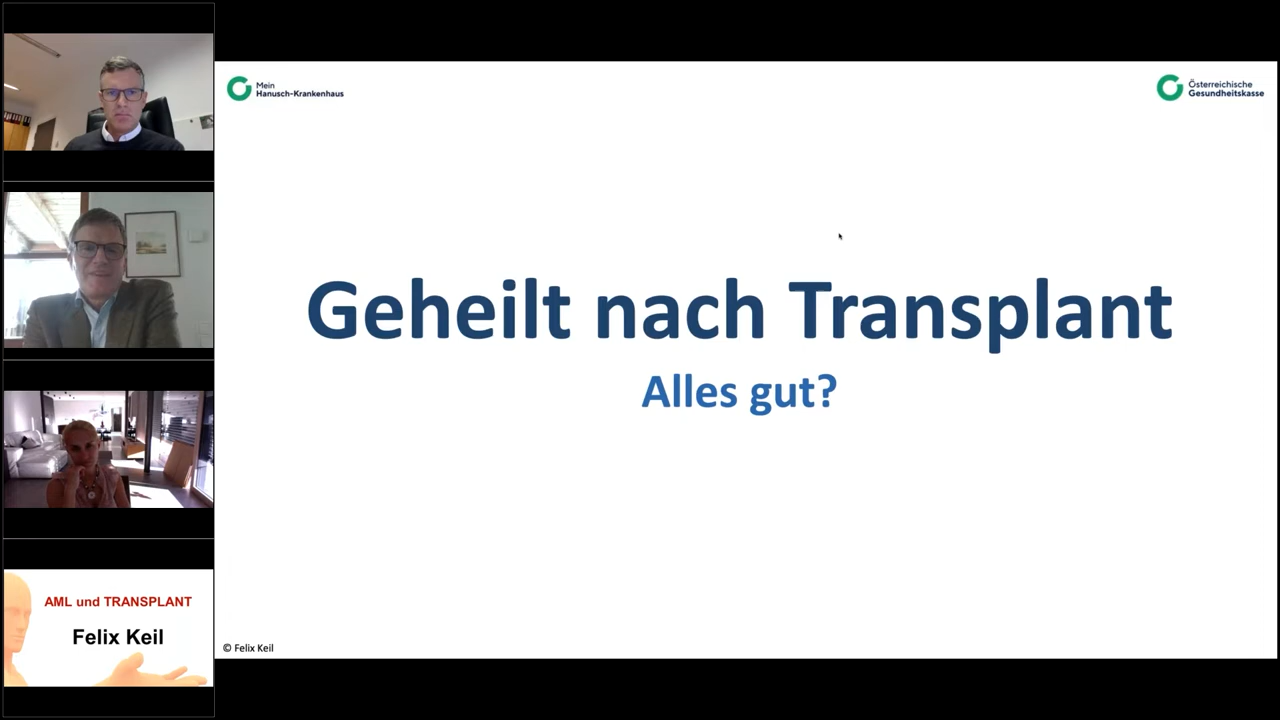 Mein
Hanusch-Krankenhaus
Österreichische
Gesundheitskasse
Geheilt nach Transplant
Alles gut?
© Felix Keil
AML und TRANSPLANT
Felix Keil